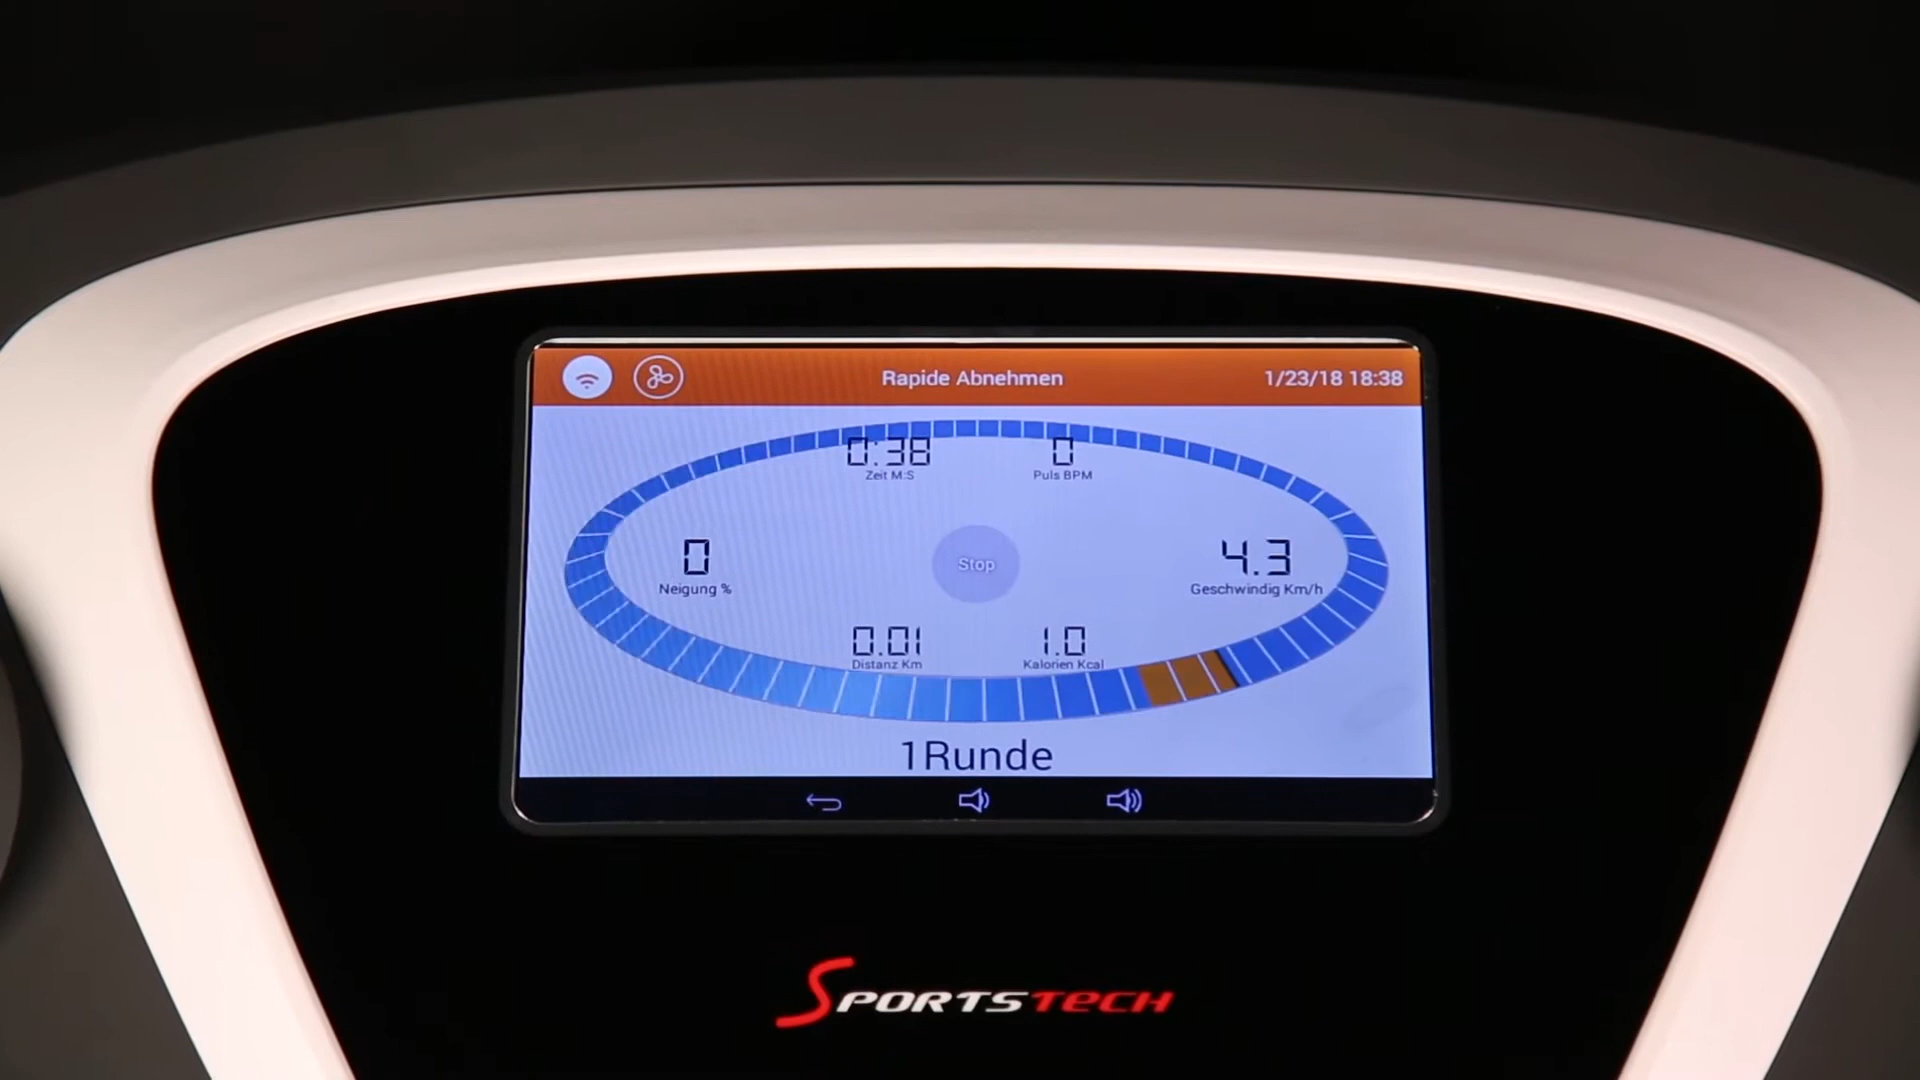 Rapide Abnehmen
1/23/18 18:38
0:38
Zeit M:S
0
Puls BPM
0
Neigung %
Stop
4.3
Geschwindig Km/h
0.01
Distanz Km
1.0
Kalorien Kcal
1Runde
SPORTSTECH